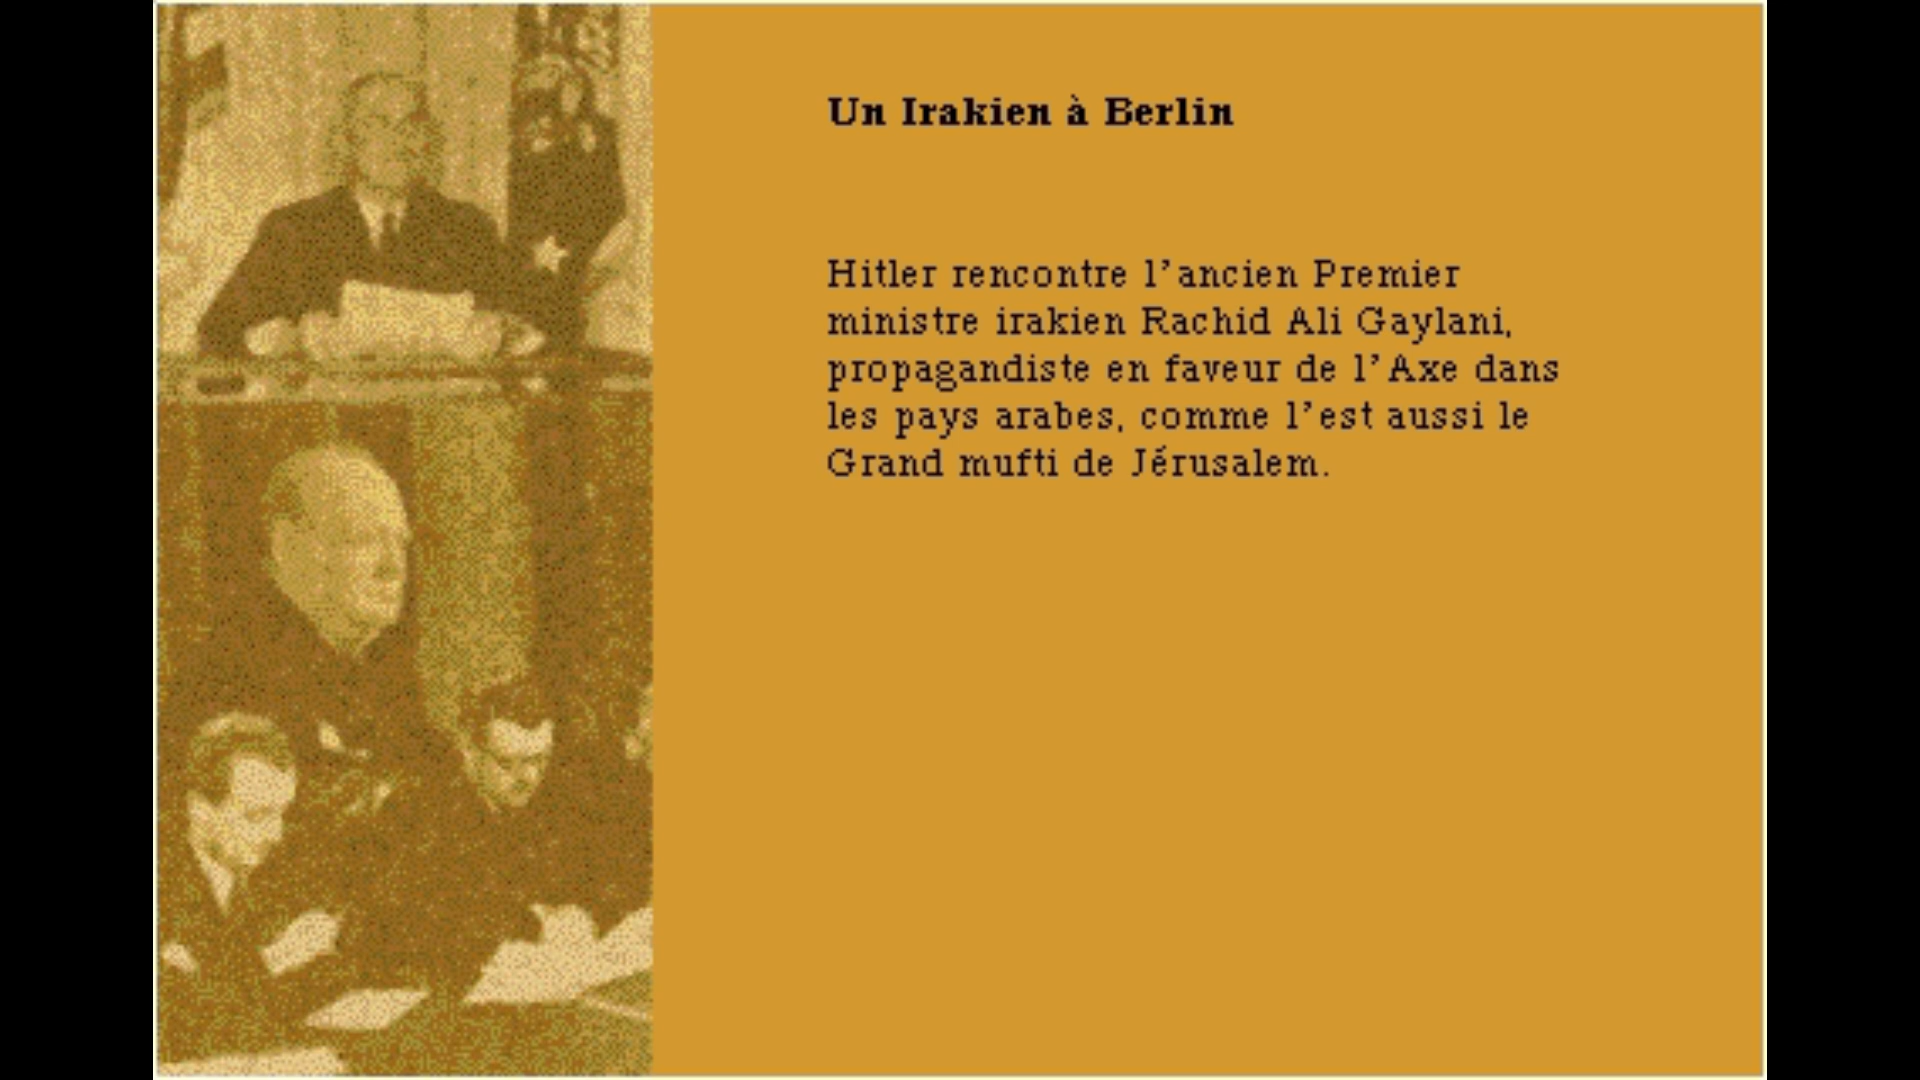 Un Irakien à Berlin
Hitler rencontre l'ancien Premier
ministre irakien Rachid Ali Gaylani,
propagandiste en faveur de l'Axe dans
les pays arabes, comme l'est aussi le
Grand mufti de Jérusalem.